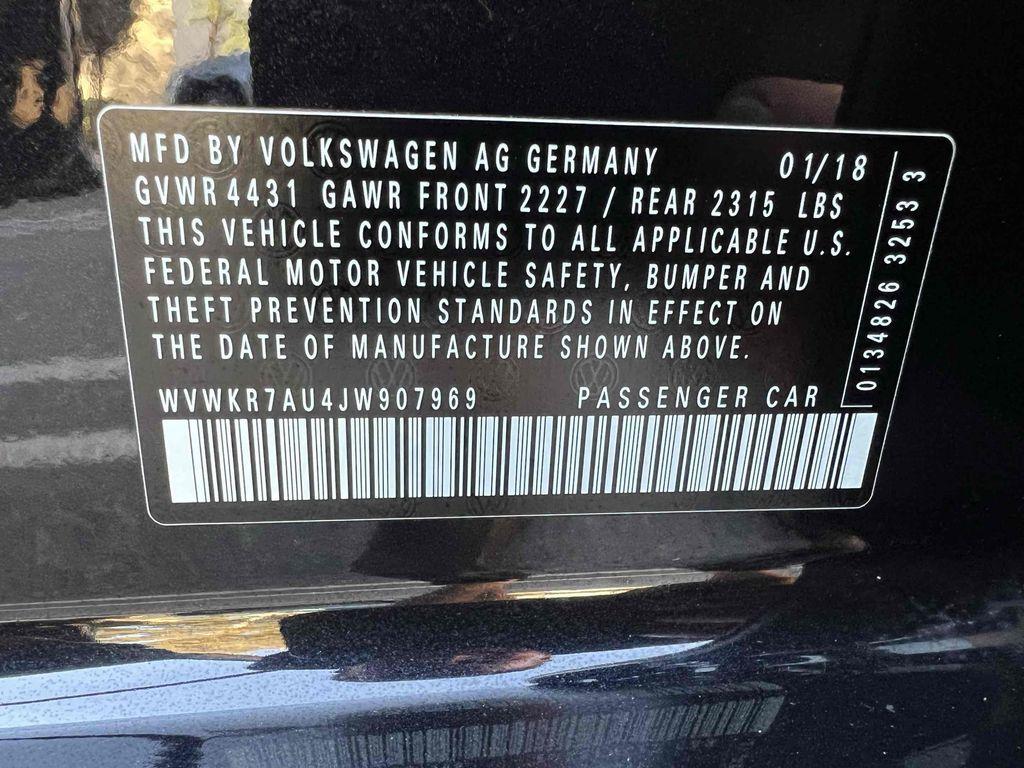 MFD BY VOLKSWAGEN AG GERMANY 01/18
GVWR 4431 GAWR FRONT 2227 / REAR 2315 LBS
THIS VEHICLE CONFORMS TO ALL APPLICABLE U.S.
FEDERAL MOTOR VEHICLE SAFETY, BUMPER AND
THEFT PREVENTION STANDARDS IN EFFECT ON
THE DATE OF MANUFACTURE SHOWN ABOVE.
WVWKR7AU4JW907969 PASSENGER CAR
0134826 3253 3